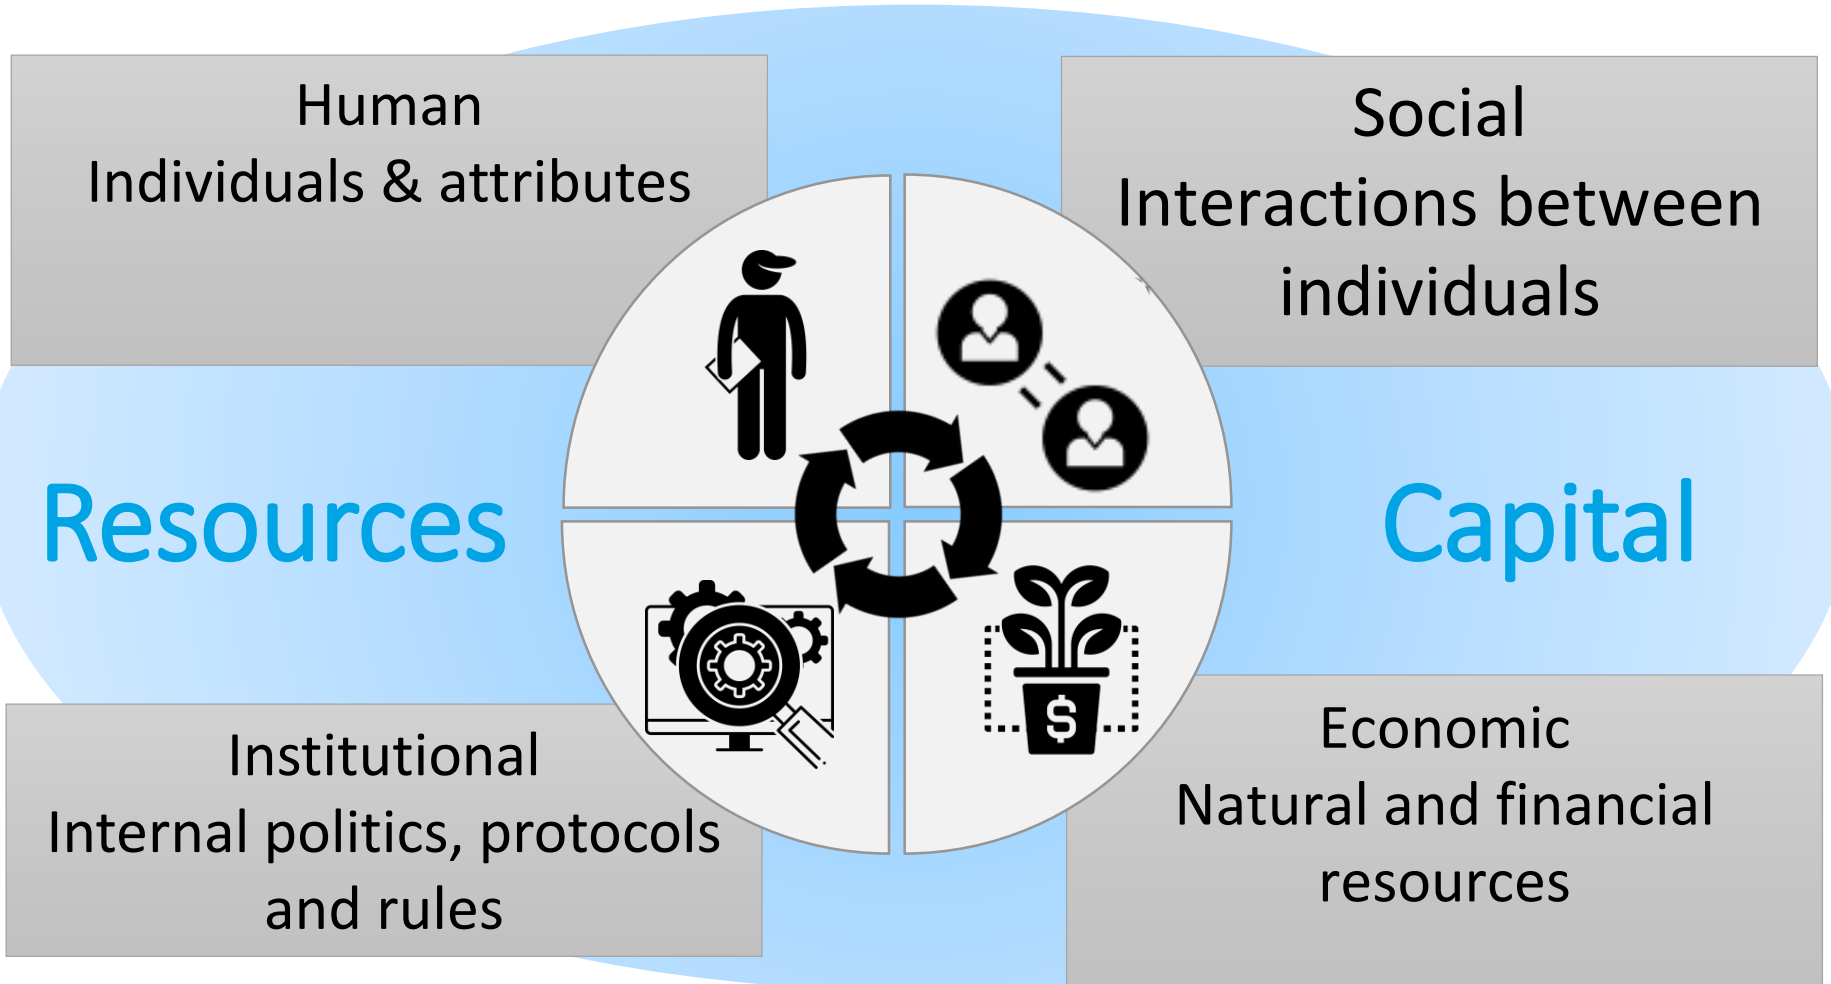 Human
Individuals & attributes
Social
Interactions between
individuals
Resources
Capital
Institutional
Internal politics, protocols
and rules
$
Economic
Natural and financial
resources